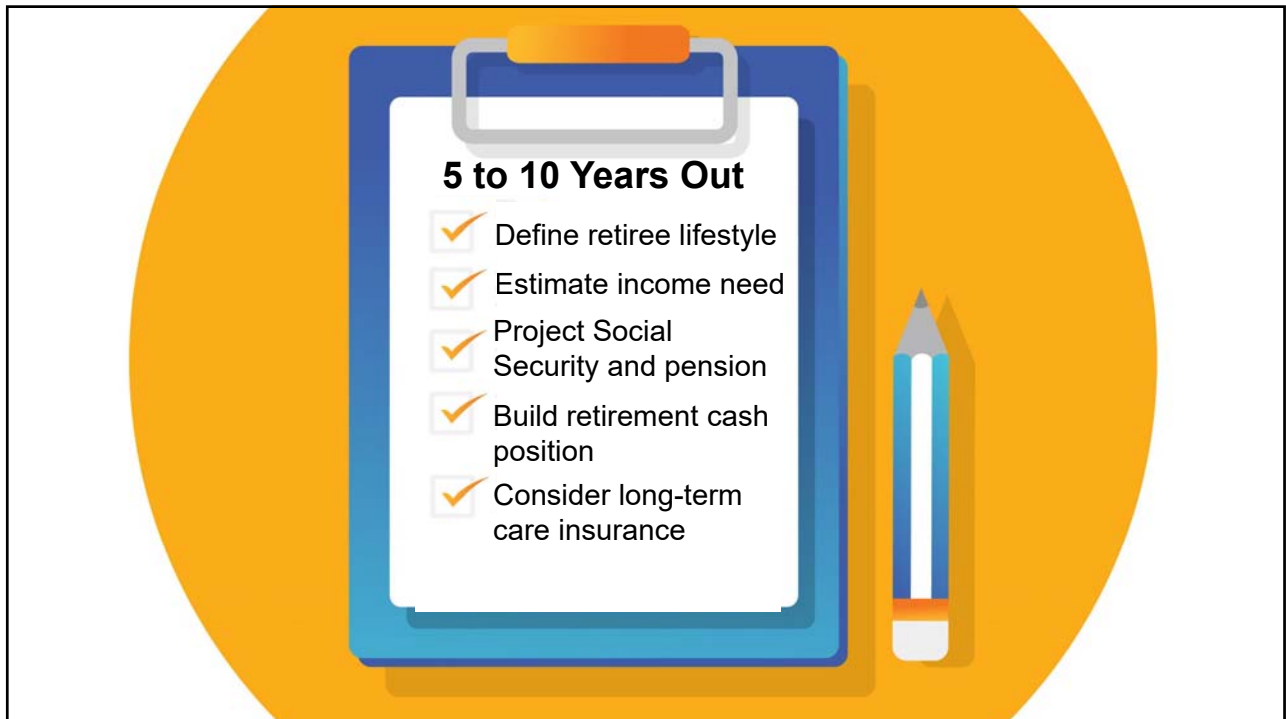 5 to 10 Years Out
Define retiree lifestyle
Estimate income need
Project Social
Security and pension
Build retirement cash
position
Consider long-term
care insurance